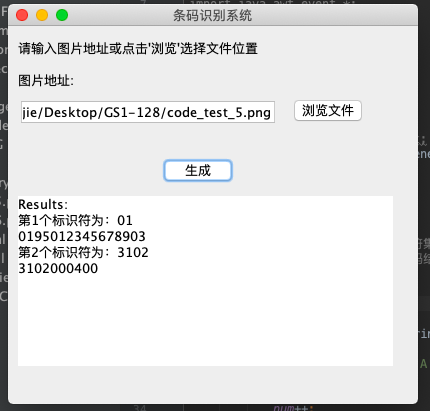 条码识别系统
请输入图片地址或点击'浏览'选择文件位置
图片地址:
jie/Desktop/GS1-128/code_test_5.png
浏览文件
生成
Results:
第1个标识符为: 01
0195012345678903
第2个标识符为: 3102
3102000400
34
num++;